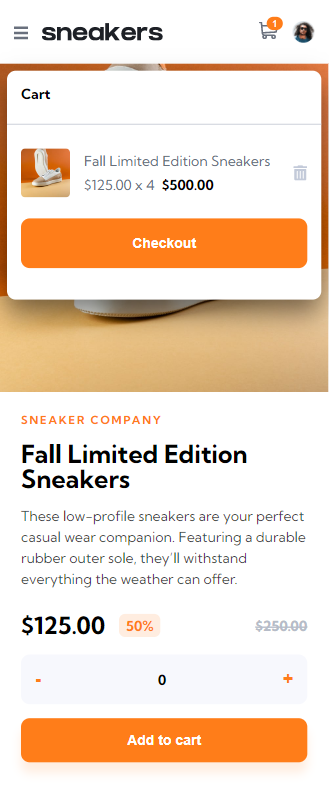 sneakers
1
Cart
Fall Limited Edition Sneakers
$125.00 x 4 $500.00
Checkout
SNEAKER COMPANY
Fall Limited Edition
Sneakers
These low-profile sneakers are your perfect
casual wear companion. Featuring a durable
rubber outer sole, they'll withstand
everything the weather can offer.
$125.00 50% $250.00
- 0 +
Add to cart